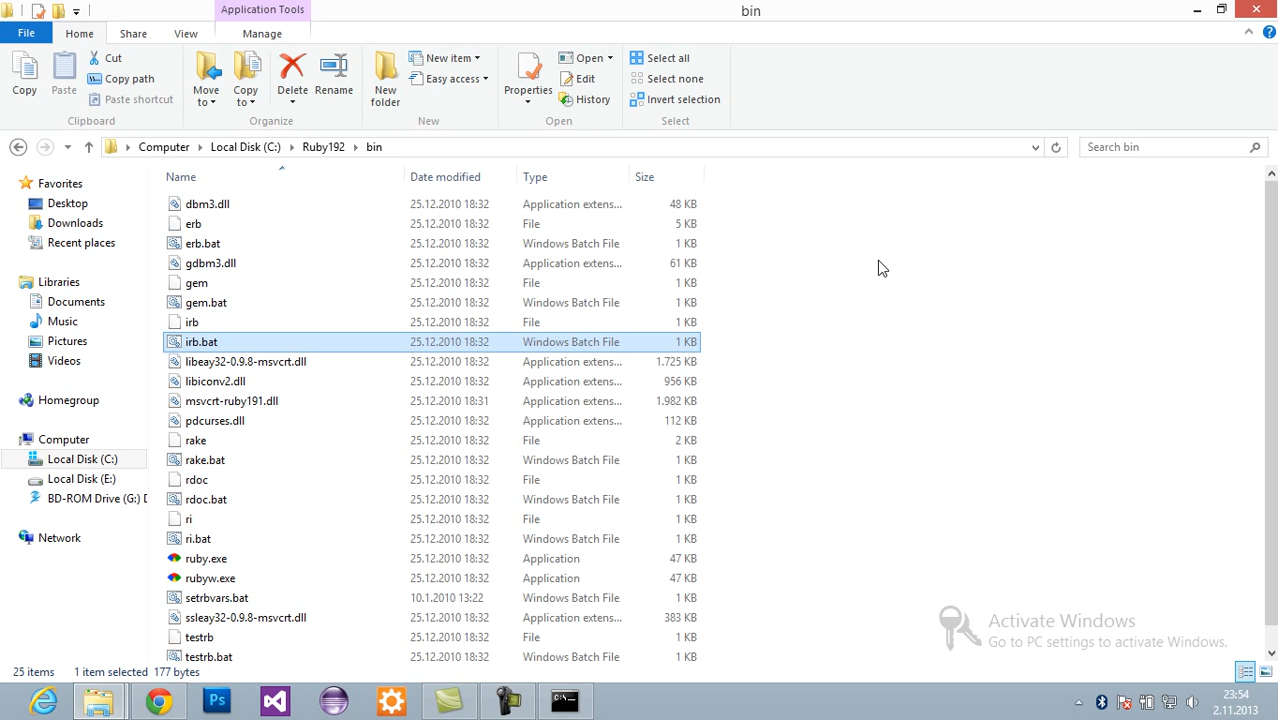 Application Tools
bin
File
Home
Share
View
Manage
Copy
Paste
Cut
Copy path
Paste shortcut
Clipboard
Move to
Copy to
Delete
Rename
Organize
New folder
New item
Easy access
New
Properties
Open
Edit
History
Open
Select all
Select none
Invert selection
Select
Computer Local Disk (C:) Ruby192 bin
Search bin
Name Date modified Type Size
Favorites
Desktop
Downloads
Recent places
Libraries
Documents
Music
Pictures
Videos
Homegroup
Computer
Local Disk (C:)
Local Disk (E:)
BD-ROM Drive (G:) D
Network
dbm3.dll 25.12.2010 18:32 Application extens... 48 KB
erb 25.12.2010 18:32 File 5 KB
erb.bat 25.12.2010 18:32 Windows Batch File 1 KB
gdbm3.dll 25.12.2010 18:32 Application extens... 61 KB
gem 25.12.2010 18:32 File 1 KB
gem.bat 25.12.2010 18:32 Windows Batch File 1 KB
irb 25.12.2010 18:32 File 1 KB
irb.bat 25.12.2010 18:32 Windows Batch File 1 KB
libeay32-0.9.8-msvcrt.dll 25.12.2010 18:32 Application extens... 1.725 KB
libiconv2.dll 25.12.2010 18:32 Application extens... 956 KB
msvcrt-ruby191.dll 25.12.2010 18:31 Application extens... 1.982 KB
pdcurses.dll 25.12.2010 18:32 Application extens... 112 KB
rake 25.12.2010 18:32 File 2 KB
rake.bat 25.12.2010 18:32 Windows Batch File 1 KB
rdoc 25.12.2010 18:32 File 1 KB
rdoc.bat 25.12.2010 18:32 Windows Batch File 1 KB
ri 25.12.2010 18:32 File 1 KB
ri.bat 25.12.2010 18:32 Windows Batch File 1 KB
ruby.exe 25.12.2010 18:32 Application 47 KB
rubyw.exe 25.12.2010 18:32 Application 47 KB
setrbvars.bat 10.1.2010 13:22 Windows Batch File 1 KB
ssleay32-0.9.8-msvcrt.dll 25.12.2010 18:32 Application extens... 383 KB
testrb 25.12.2010 18:32 File 1 KB
testrb.bat 25.12.2010 18:32 Windows Batch File 1 KB
Activate Windows
Go to PC settings to activate Windows.
25 items 1 item selected 177 bytes
Ps
23:54
2.11.2013